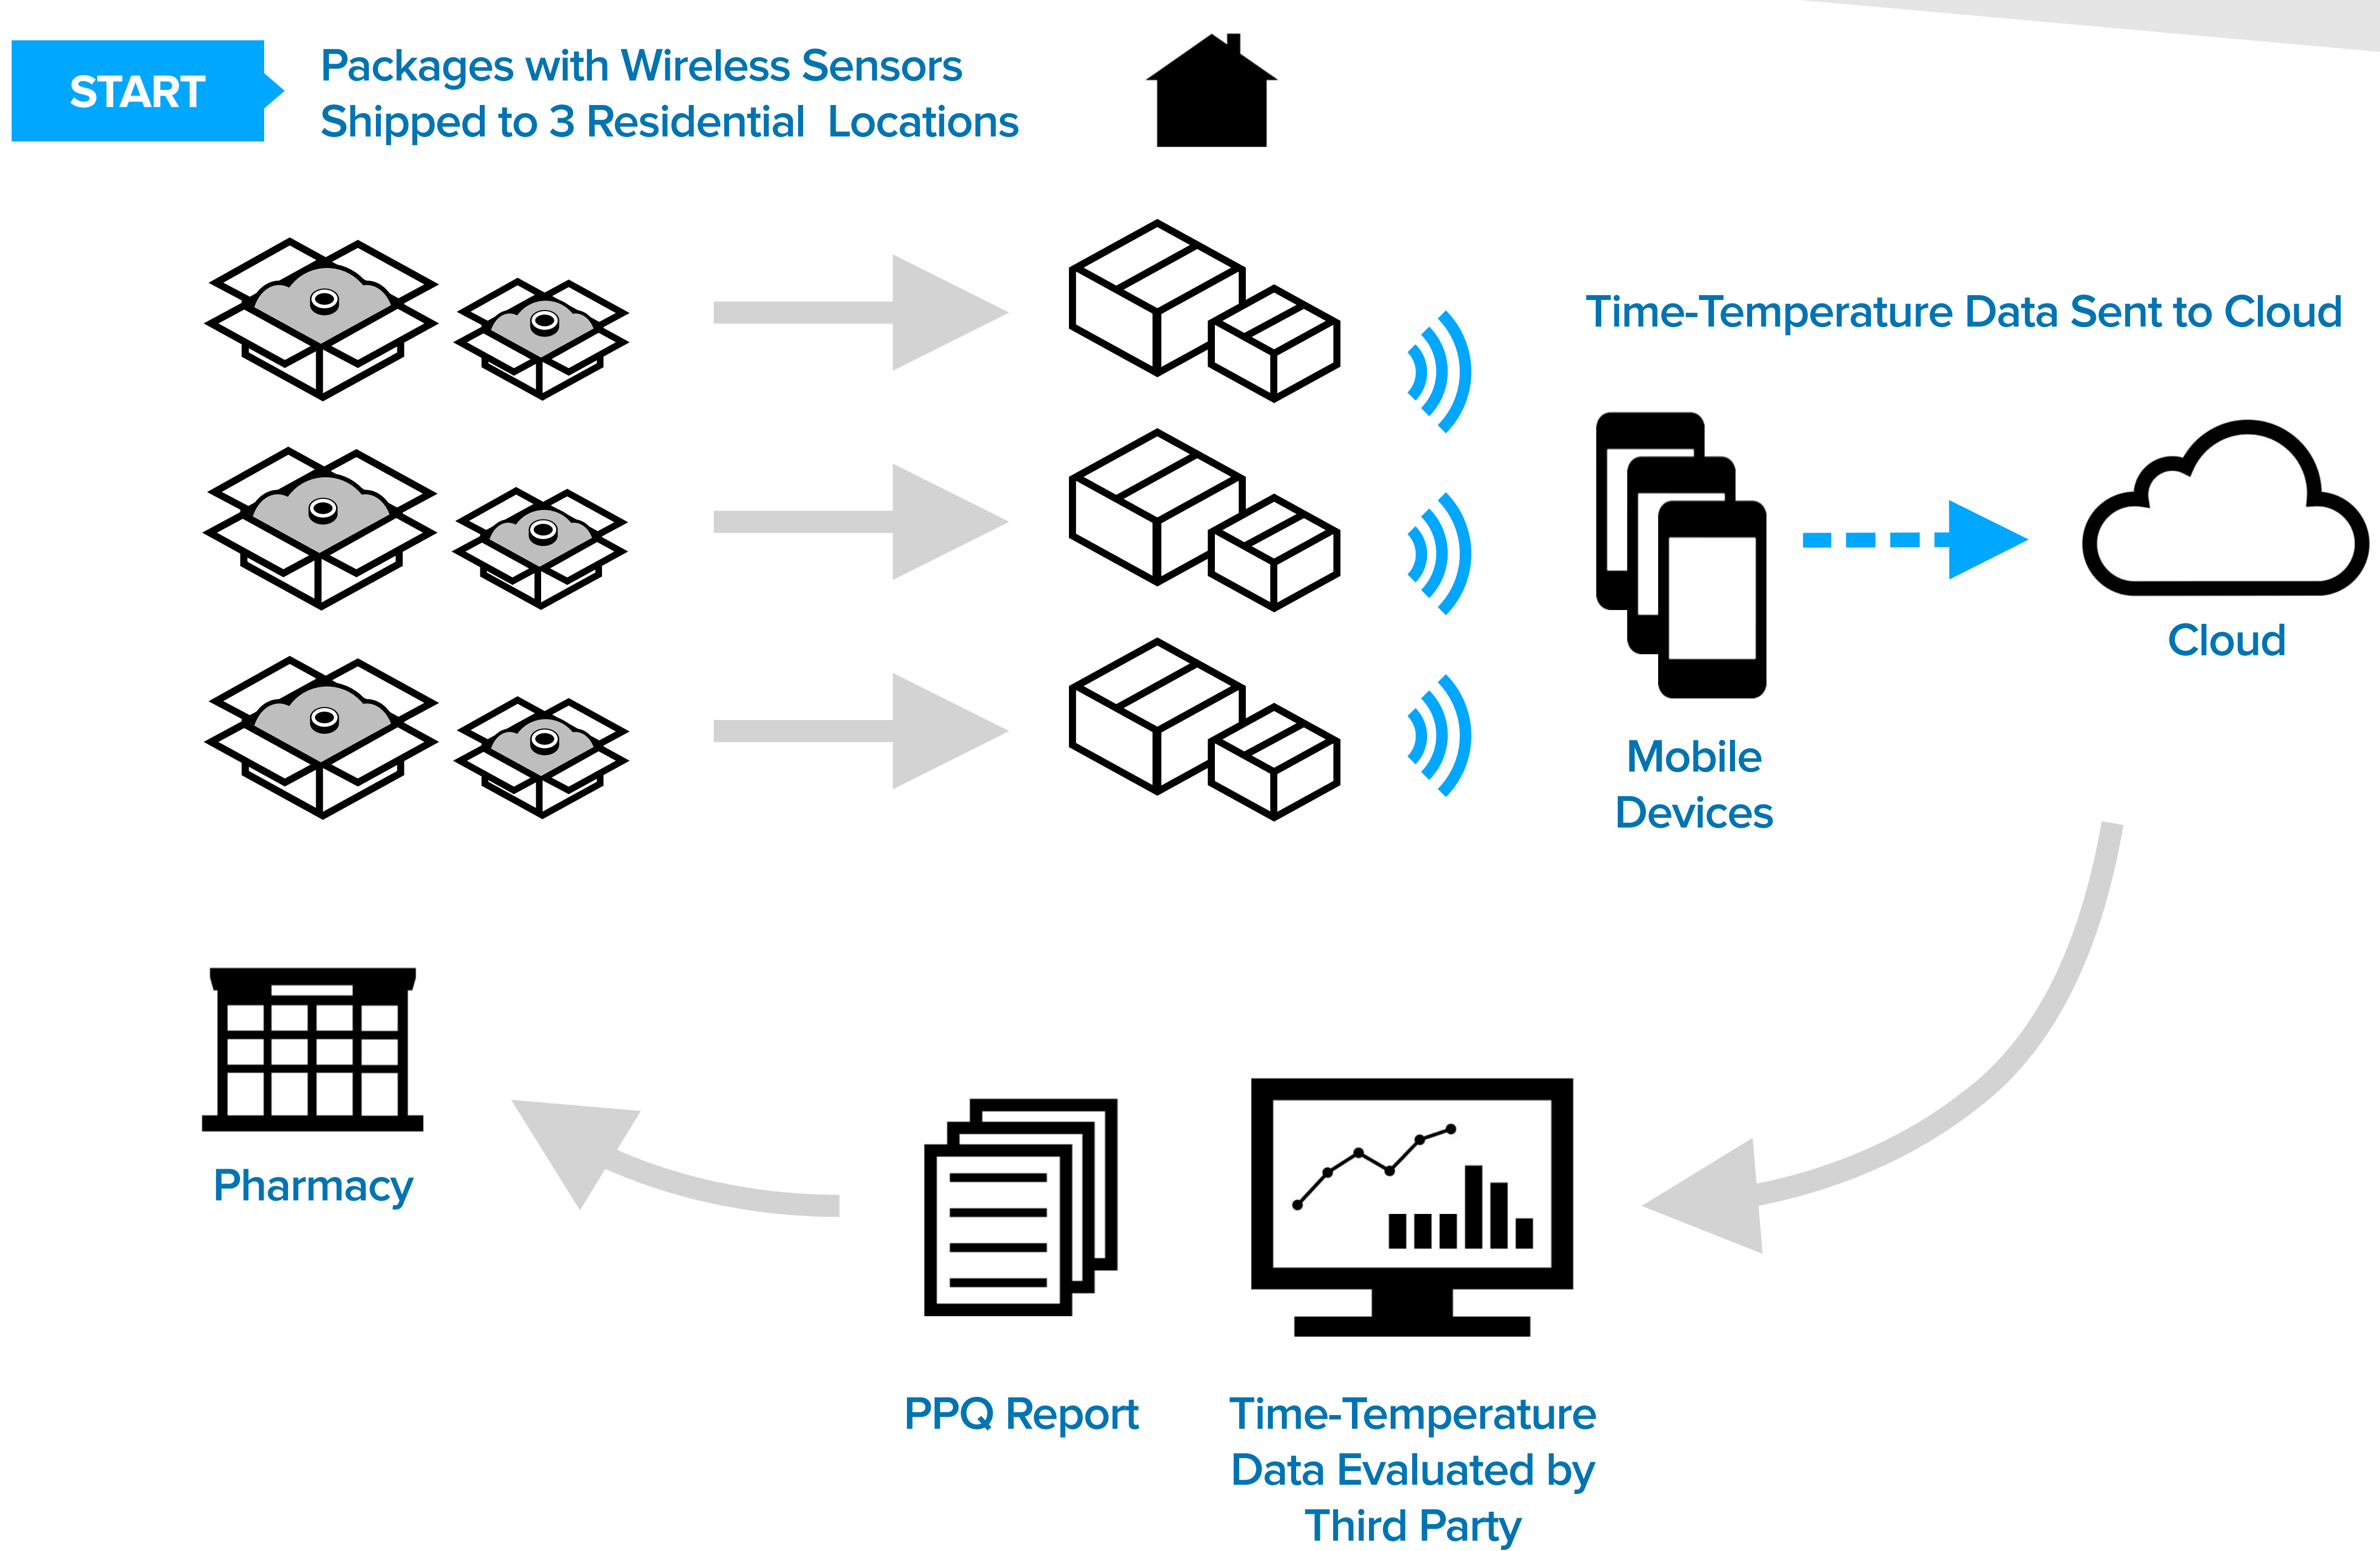 START
Packages with Wireless Sensors
Shipped to 3 Residential Locations
Time-Temperature Data Sent to Cloud
Cloud
Mobile
Devices
Pharmacy
PPQ Report
Time-Temperature
Data Evaluated by
Third Party